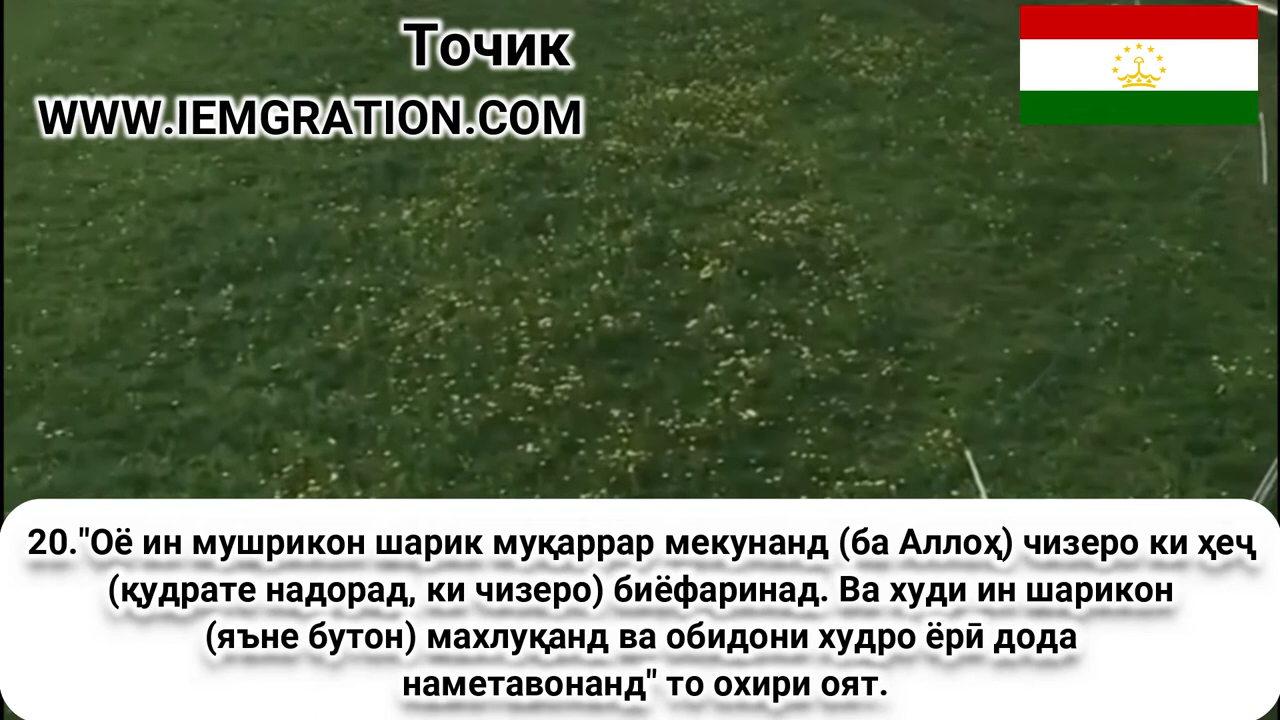 Точик
WWW.IEMGRATION.COM
20."Оё ин мушрикон шарик муқаррар мекунанд (ба Аллоҳ) чизеро ки ҳеҷ
(қудрате надорад, ки чизеро) биёфаринад. Ва худи ин шарикон
(яъне бутон) махлуқанд ва обидони худро ёрӣ дода
наметавонанд" то охири оят.